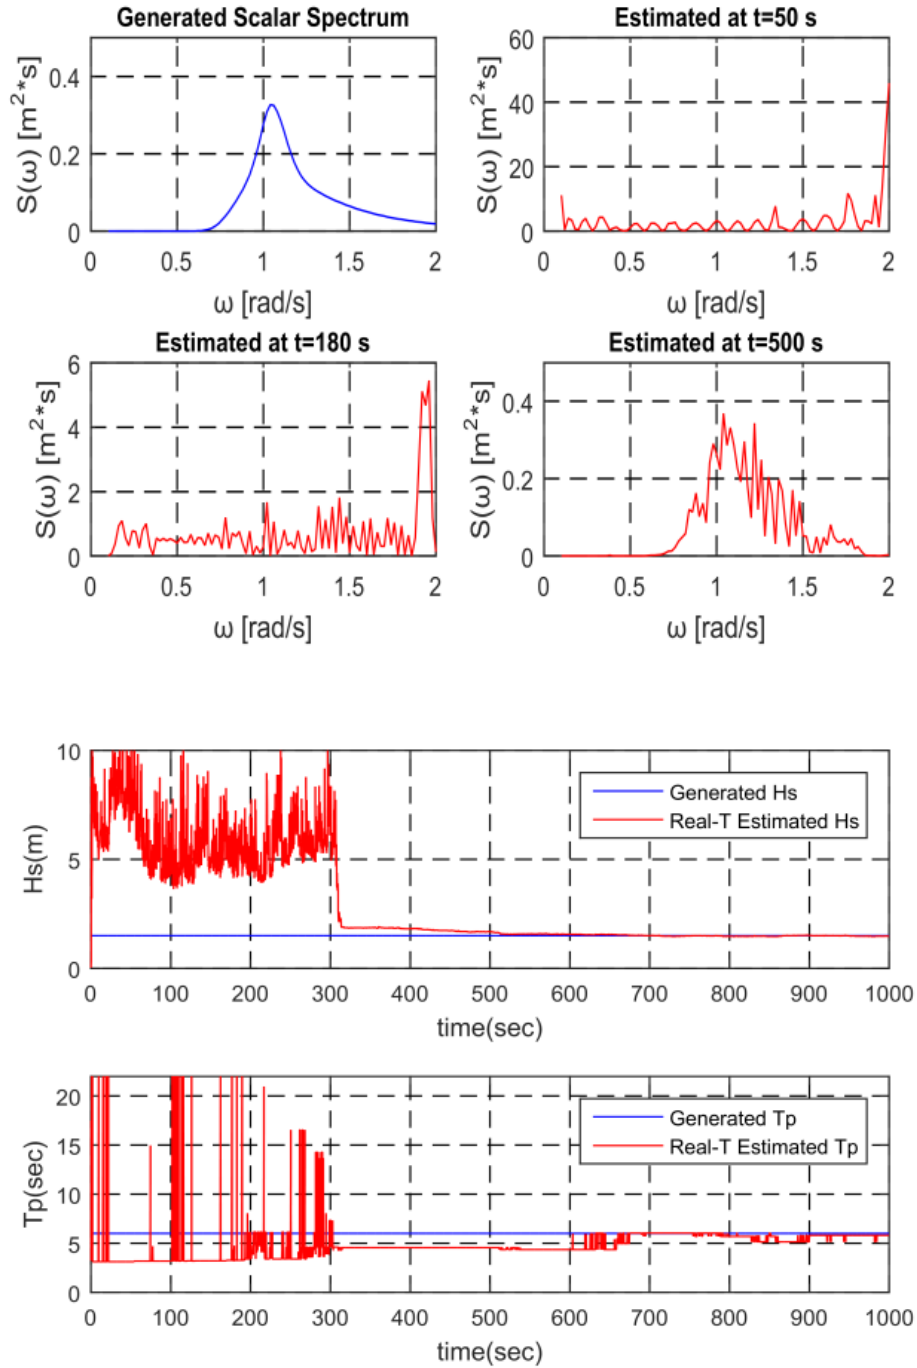 Generated Scalar Spectrum
S(ω) [m²*s]
0.4
0.2
0
0 0.5 1 1.5 2
ω [rad/s]
Estimated at t=50 s
S(ω) [m²*s]
60
40
20
0
0 0.5 1 1.5 2
ω [rad/s]
Estimated at t=180 s
S(ω) [m²*s]
6
4
2
0
0 0.5 1 1.5 2
ω [rad/s]
Estimated at t=500 s
S(ω) [m²*s]
0.4
0.2
0
0 0.5 1 1.5 2
ω [rad/s]
Hs(m)
10
5
0
Generated Hs
Real-T Estimated Hs
0 100 200 300 400 500 600 700 800 900 1000
time(sec)
Tp(sec)
20
15
10
5
0
Generated Tp
Real-T Estimated Tp
0 100 200 300 400 500 600 700 800 900 1000
time(sec)